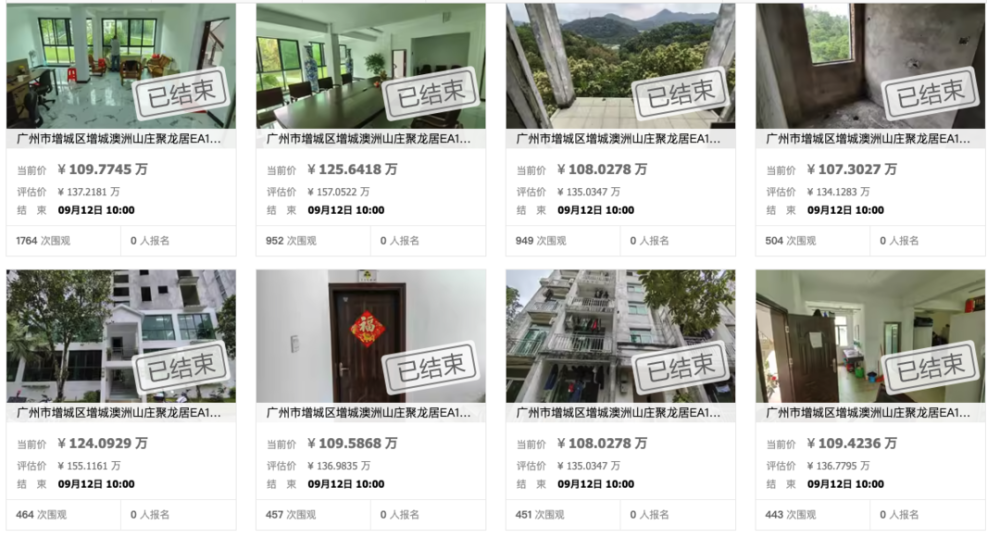 已结束
已结束
已结束
已结束
广州市增城区增城澳洲山庄聚龙居EA1...
广州市增城区增城澳洲山庄聚龙居EA1...
广州市增城区增城澳洲山庄聚龙居EA1...
广州市增城区增城澳洲山庄聚龙居EA1...
当前价 ¥ 109.7745 万
评估价 ¥ 137.2181 万
结 束 09月12日 10:00
1764 次围观 0 人报名
当前价 ¥ 125.6418 万
评估价 ¥ 157.0522 万
结 束 09月12日 10:00
952 次围观 0 人报名
当前价 ¥ 108.0278 万
评估价 ¥ 135.0347 万
结 束 09月12日 10:00
949 次围观 0 人报名
当前价 ¥ 107.3027 万
评估价 ¥ 134.1283 万
结 束 09月12日 10:00
504 次围观 0 人报名
已结束
福
已结束
已结束
已结束
广州市增城区增城澳洲山庄聚龙居EA1...
广州市增城区增城澳洲山庄聚龙居EA1...
广州市增城区增城澳洲山庄聚龙居EA1...
广州市增城区增城澳洲山庄聚龙居EA1...
当前价 ¥ 124.0929 万
评估价 ¥ 155.1161 万
结 束 09月12日 10:00
464 次围观 0 人报名
当前价 ¥ 109.5868 万
评估价 ¥ 136.9835 万
结 束 09月12日 10:00
457 次围观 0 人报名
当前价 ¥ 108.0278 万
评估价 ¥ 135.0347 万
结 束 09月12日 10:00
451 次围观 0 人报名
当前价 ¥ 109.4236 万
评估价 ¥ 136.7795 万
结 束 09月12日 10:00
443 次围观 0 人报名